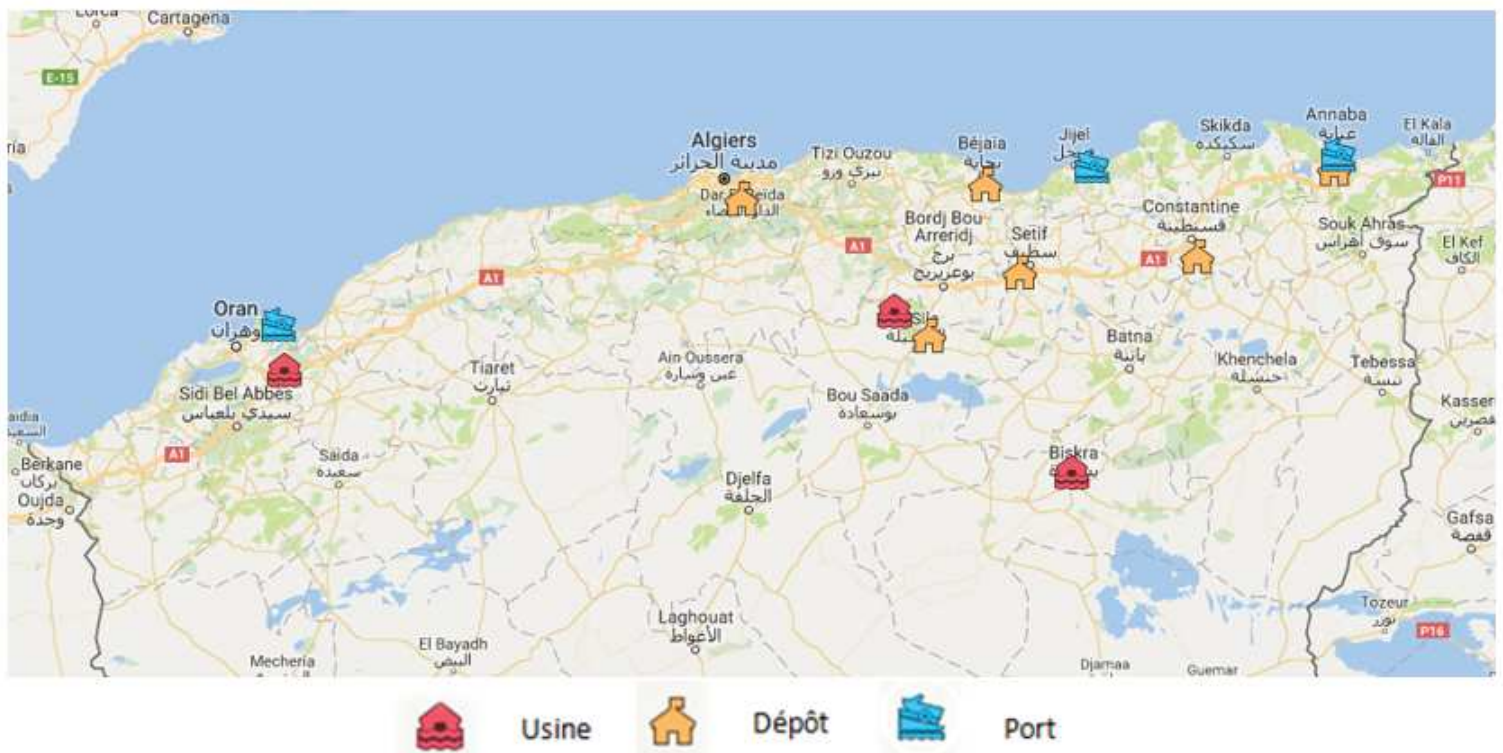 Cartagena
E-15
Algiers
مدينة الجزائر
Tizi Ouzou
تيزي وزو
Béjaïa
بجاية
Jijel
Skikda
سكيكدة
Annaba
عنابة
El Kala
القالة
P11
A1
Bordj Bou
Arreridj
برج
بوعريريج
Setif
سطيف
A1
Constantine
قسنطينة
Souk Ahras
سوق أهراس
El Kef
الكاف
A1
Oran
وهران
Sidi Bel Abbes
سيدي بلعباس
Tiaret
تيارت
Ain Oussera
عين وسارة
Bou Saada
بوسعادة
Batna
باتنة
Khenchela
خنشلة
Tebessa
تبسة
Kasser
A1
Saida
سعيدة
Berkane
بركان
Oujda
وجدة
Djelfa
الجلفة
Biskra
Gafsa
قفصة
Laghouat
الأغواط
Tozeur
توزر
P16
Mecheria
El Bayadh
البيض
Djamaa
Guemar
Usine
Dépôt
Port